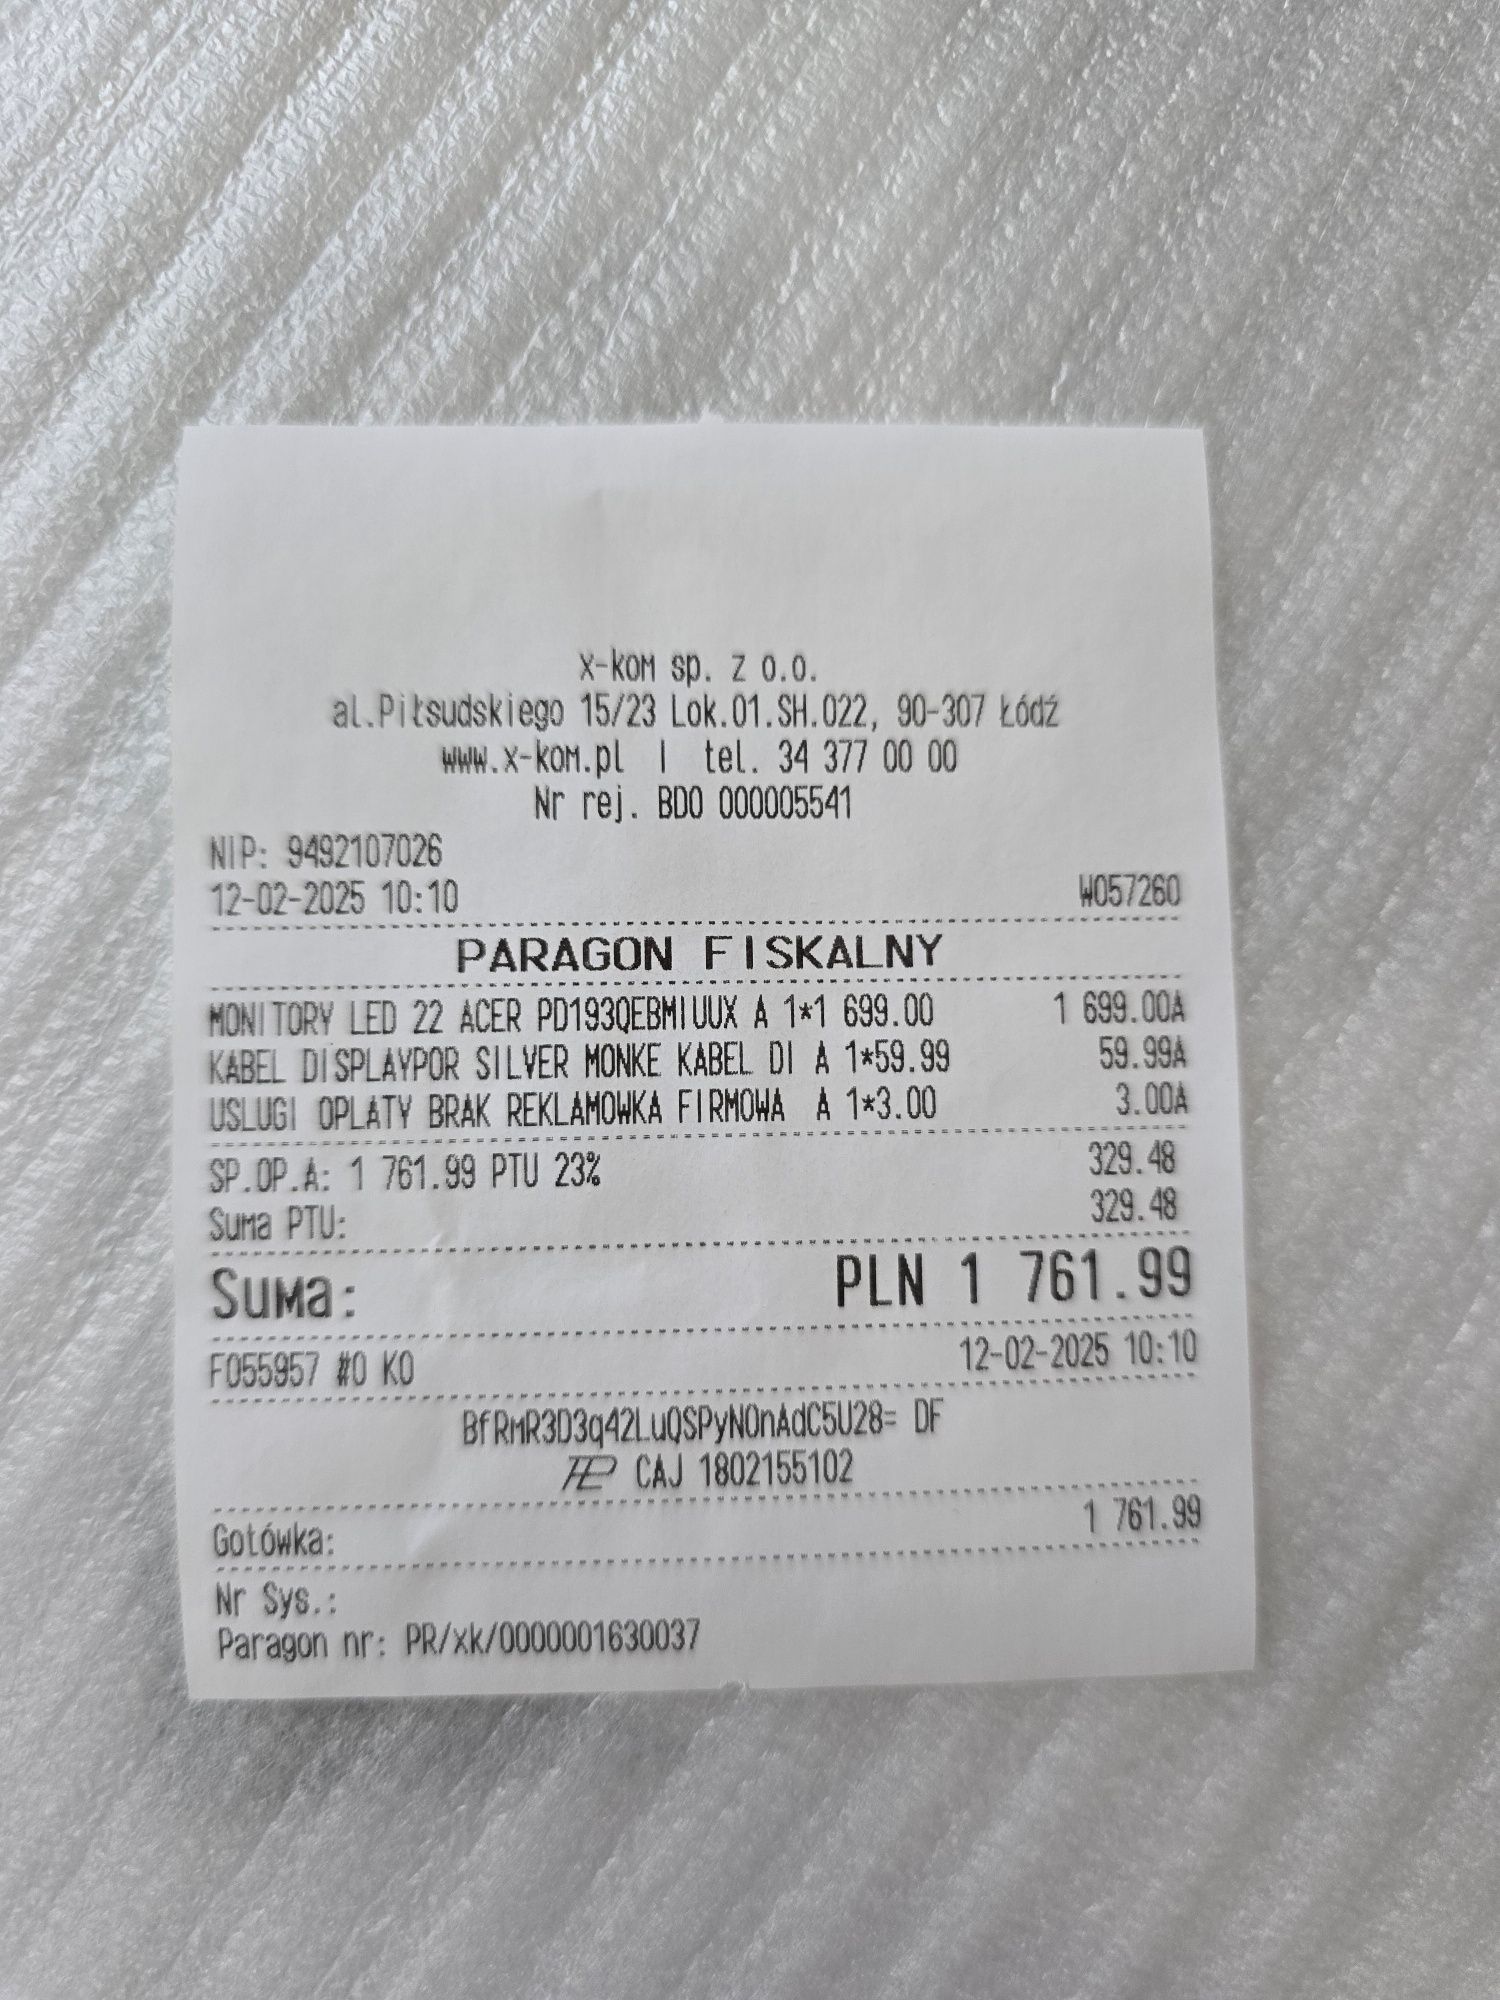 x-kom sp. z o.o.
al.Piłsudskiego 15/23 Lok.01.SH.022, 90-307 Łódź
www.x-kom.pl | tel. 34 377 00 00
Nr rej. BDO 000005541
NIP: 9492107026
12-02-2025 10:10 W057260
PARAGON FISKALNY
MONITORY LED 22 ACER PD193QEBMIUUX A 1*1 699.00 1 699.00A
KABEL DISPLAYPOR SILVER MONKE KABEL DI A 1*59.99 59.99A
USLUGI OPLATY BRAK REKLAMOWKA FIRMOWA A 1*3.00 3.00A
SP.OP.A: 1 761.99 PTU 23% 329.48
Suma PTU: 329.48
Suma: PLN 1 761.99
F055957 #0 K0 12-02-2025 10:10
BfRmR3D3q42LuQSPyNOnAdC5U28= DF
CAJ 1802155102
Gotówka: 1 761.99
Nr Sys.:
Paragon nr: PR/xk/0000001630037